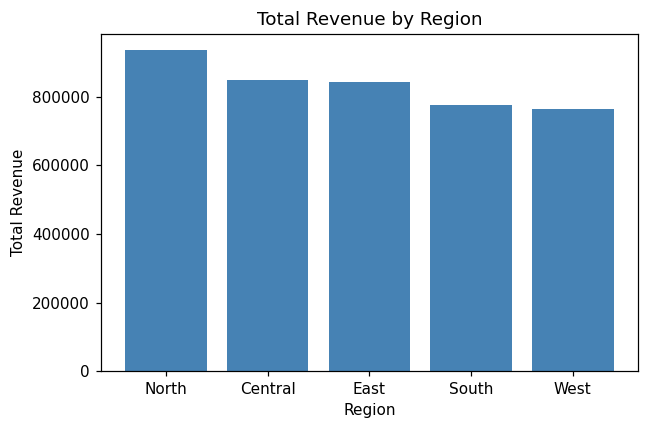 Total Revenue by Region
Total Revenue
800000
600000
400000
200000
0
North Central East South West
Region